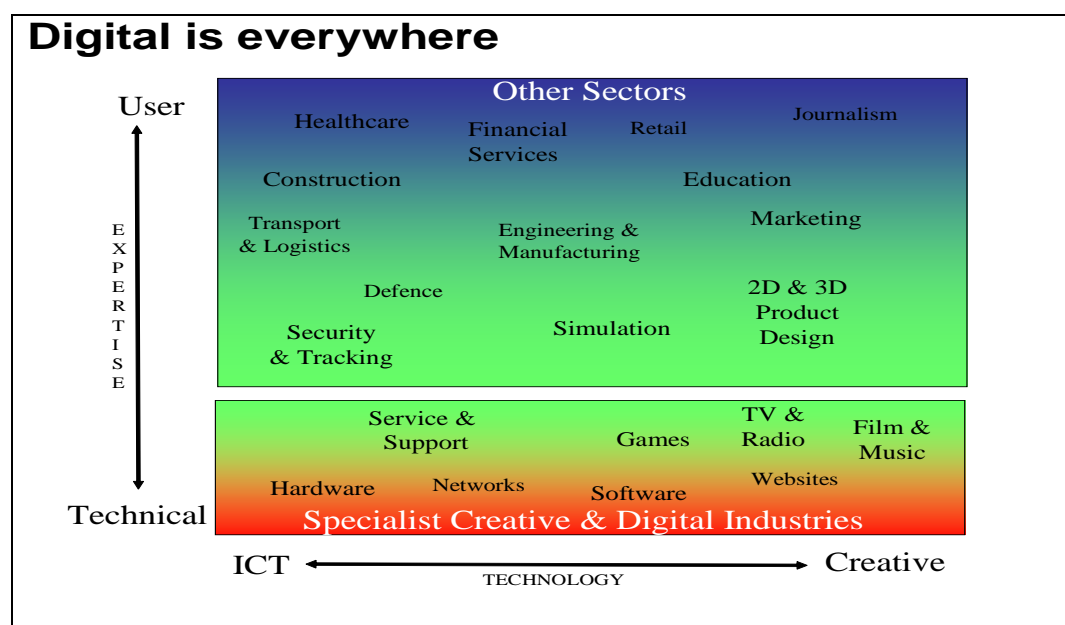 Digital is everywhere
User
Other Sectors
Healthcare
Financial
Services
Retail
Journalism
Construction
Education
Transport
& Logistics
Engineering &
Manufacturing
Marketing
Defence
2D & 3D
Product
Design
Security
& Tracking
Simulation
EXPERTISE
Service &
Support
Games
TV &
Radio
Film &
Music
Hardware
Networks
Software
Websites
Technical
Specialist Creative & Digital Industries
ICT
TECHNOLOGY
Creative